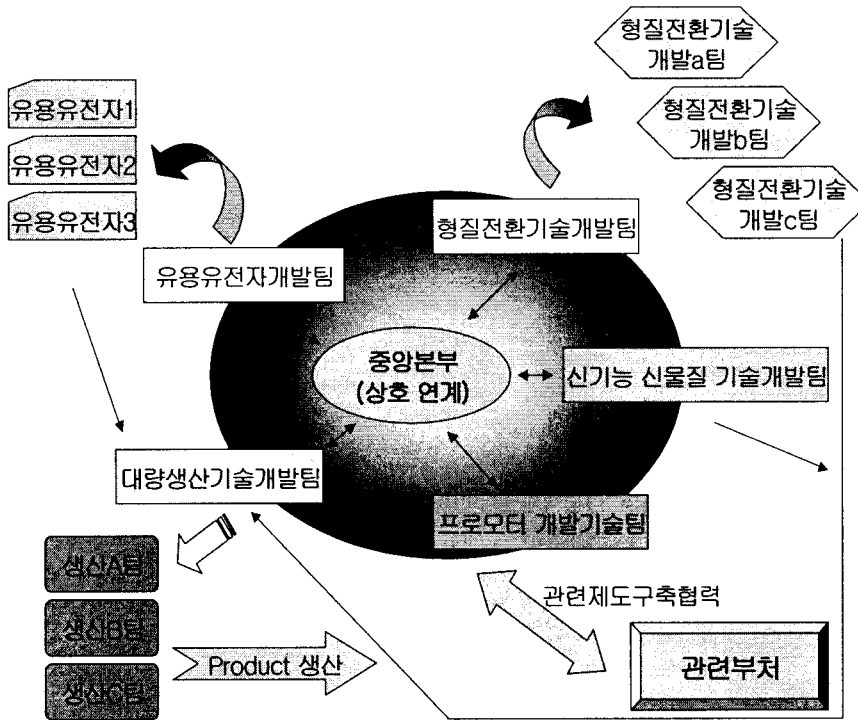 형질전환기술
개발a팀
형질전환기술
개발b팀
형질전환기술
개발c팀
유용유전자1
유용유전자2
유용유전자3
형질전환기술개발팀
유용유전자개발팀
중앙본부
(상호 연계)
신기능 신물질 기술개발팀
대량생산기술개발팀
프로모터 개발기술팀
생산A팀
생산B팀
생산C팀
관련제도구축협력
Product 생산
관련부처